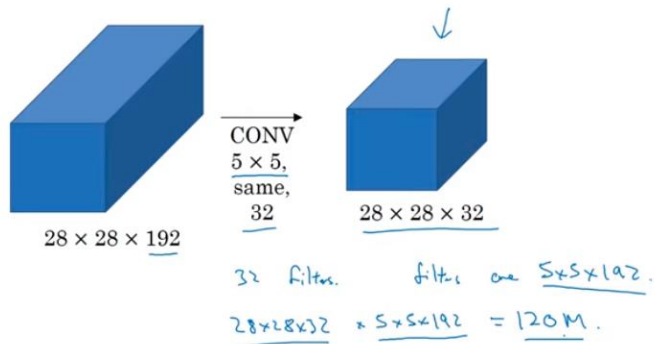 CONV
5 × 5,
same,
32
28 × 28 × 192
28 × 28 × 32
32 filters. filters are 5×5×192.
28×28×32 × 5×5×192 = 120M.